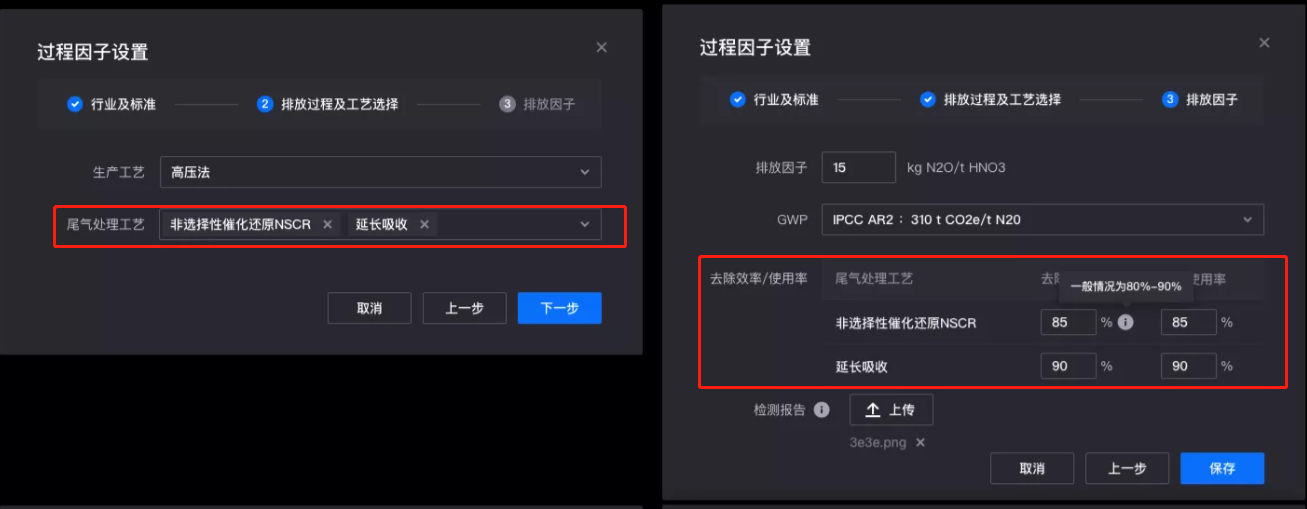 过程因子设置
行业及标准
2 排放过程及工艺选择
3 排放因子
生产工艺 高压法
尾气处理工艺 非选择性催化还原NSCR 延长吸收
取消 上一步 下一步
过程因子设置
行业及标准
排放过程及工艺选择
3 排放因子
排放因子 15 kg N2O/t HNO3
GWP IPCC AR2 : 310 t CO2e/t N20
去除效率/使用率 尾气处理工艺 使用率
一般情况为80%-90%
非选择性催化还原NSCR 85 % 85 %
延长吸收 90 % 90 %
检测报告 上传
3e3e.png
取消 上一步 保存